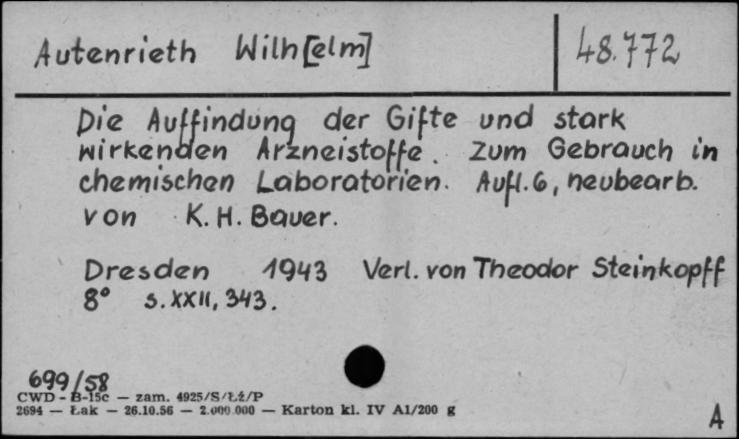 Autenrieth Wilh[elm]
48.772
Die Auffindung der Gifte und stark
wirkenden Arzneistoffe. Zum Gebrauch in
chemischen Laboratorien. Aufl. 6, neubearb.
von K. H. Bauer.
Dresden 1943 Verl. von Theodor Steinkopff
8° S. XXII, 343.
699/58
CWD - B-15c — zam. 4925/S/Łź/P
2694 — Łak — 26.10.56 — 2.000.000 — Karton kl. IV A1/200 g
A